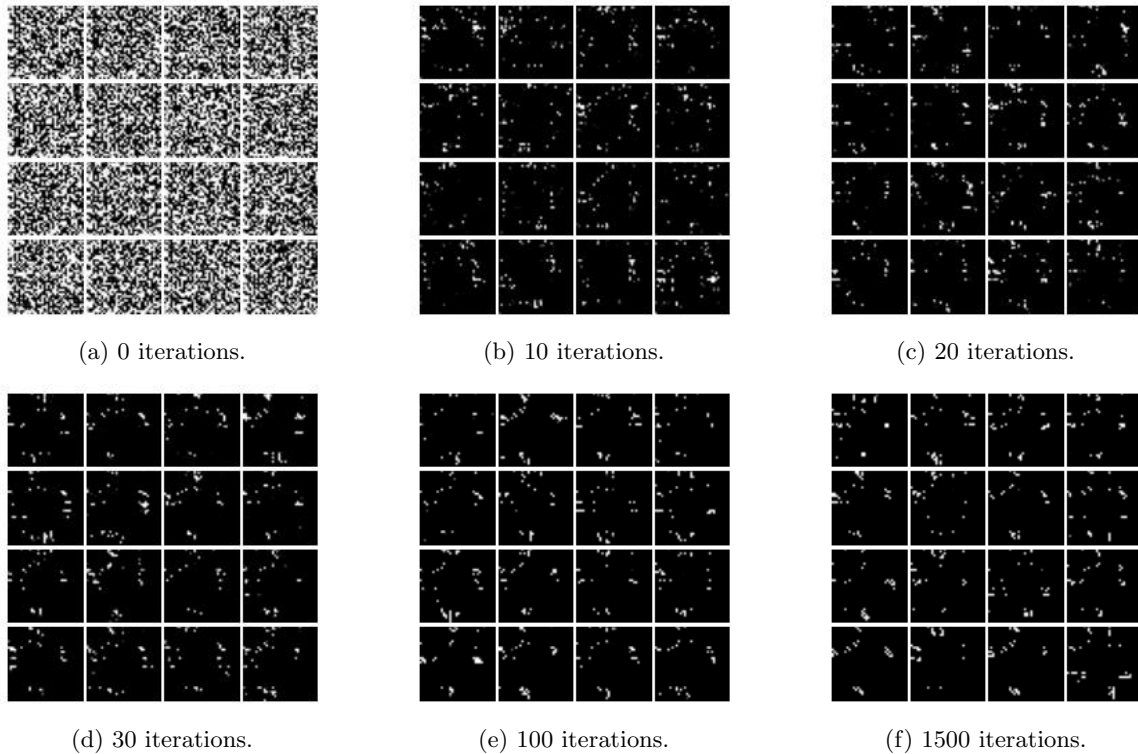 (a) 0 iterations.
(b) 10 iterations.
(c) 20 iterations.
(d) 30 iterations.
(e) 100 iterations.
(f) 1500 iterations.